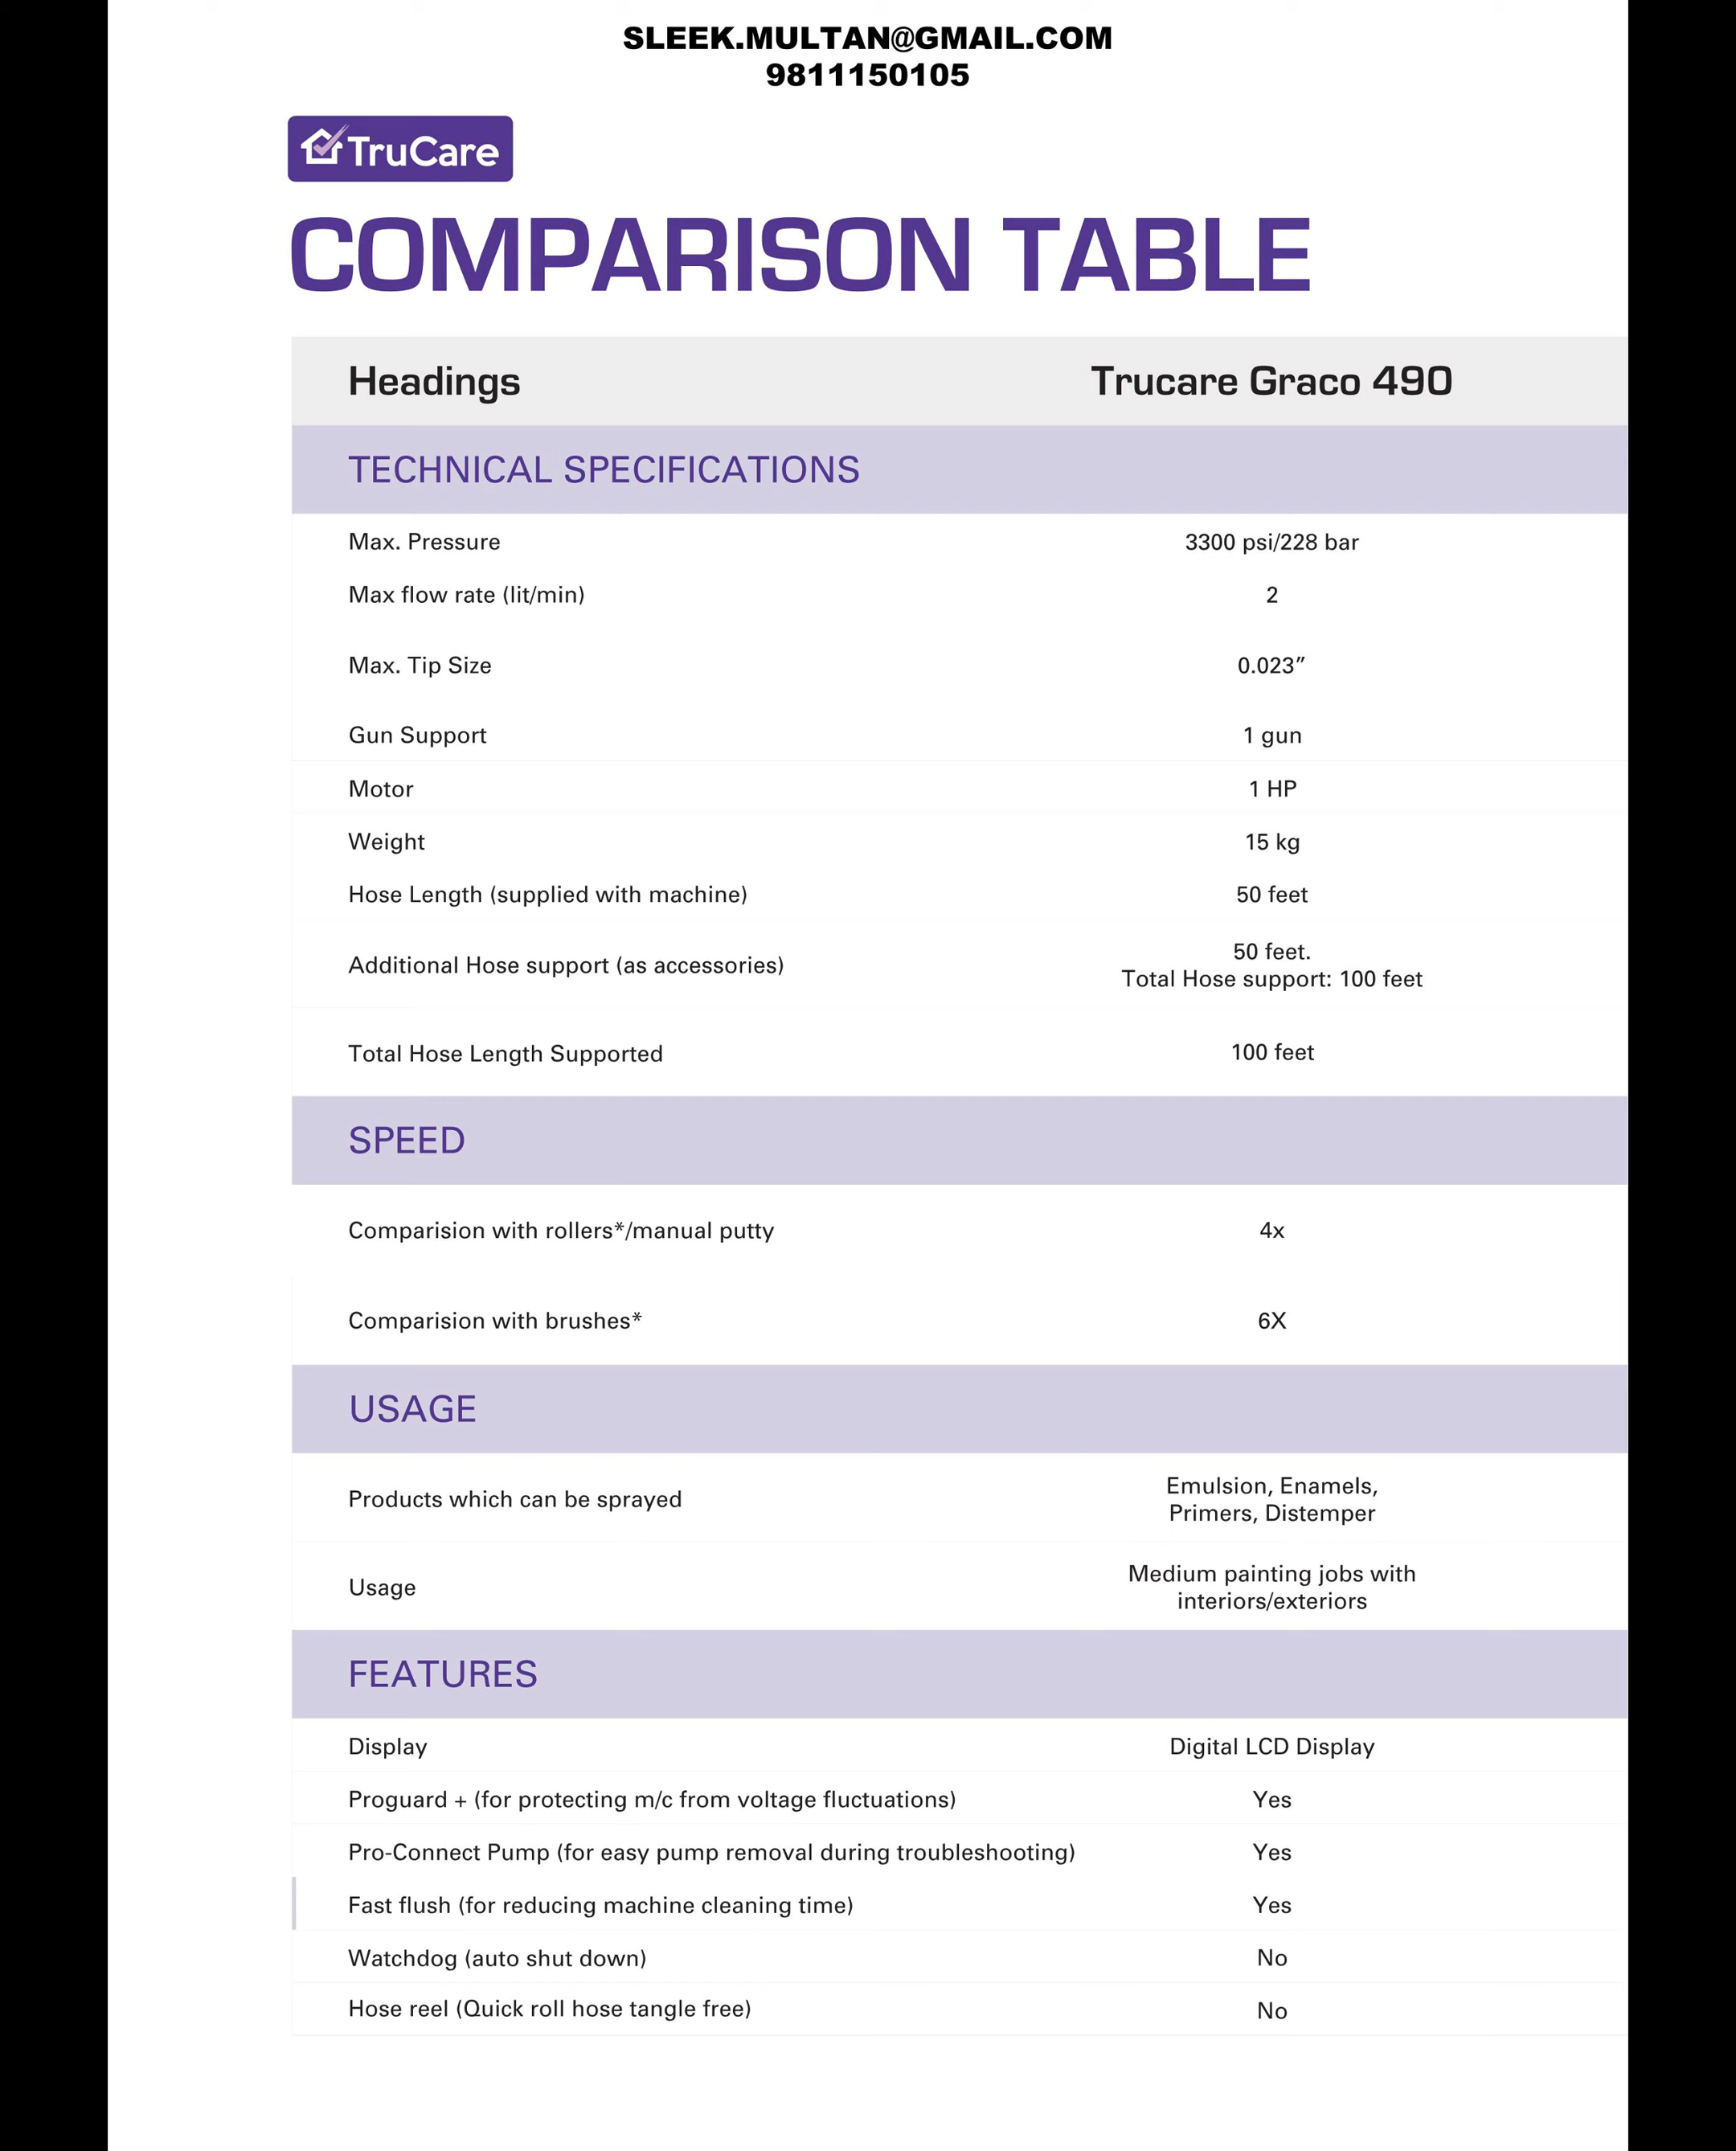 SLEEK.MULTAN@GMAIL.COM
9811150105
TruCare
COMPARISON TABLE
Headings Trucare Graco 490
TECHNICAL SPECIFICATIONS
Max. Pressure 3300 psi/228 bar
Max flow rate (lit/min) 2
Max. Tip Size 0.023″
Gun Support 1 gun
Motor 1 HP
Weight 15 kg
Hose Length (supplied with machine) 50 feet
Additional Hose support (as accessories) 50 feet.
Total Hose support: 100 feet
Total Hose Length Supported 100 feet
SPEED
Comparision with rollers*/manual putty 4x
Comparision with brushes* 6X
USAGE
Products which can be sprayed Emulsion, Enamels,
Primers, Distemper
Usage Medium painting jobs with
interiors/exteriors
FEATURES
Display Digital LCD Display
Proguard + (for protecting m/c from voltage fluctuations) Yes
Pro-Connect Pump (for easy pump removal during troubleshooting) Yes
Fast flush (for reducing machine cleaning time) Yes
Watchdog (auto shut down) No
Hose reel (Quick roll hose tangle free) No